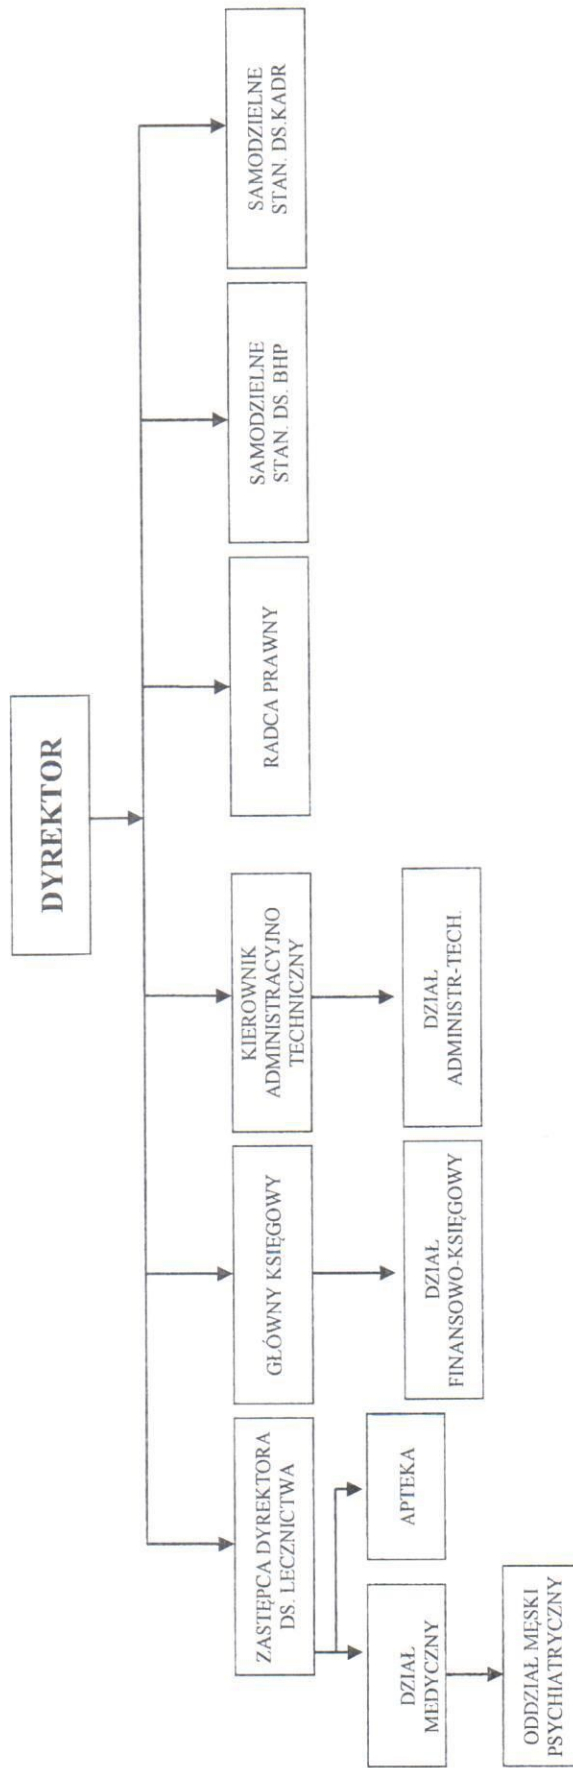 DYREKTOR
ZASTĘPCA DYREKTORA
DS. LECZNICTWA
GŁÓWNY KSIĘGOWY
KIEROWNIK
ADMINISTRACYJNO
TECHNICZNY
RADCA PRAWNY
SAMODZIELNE
STAN. DS. BHP
SAMODZIELNE
STAN. DS.KADR
DZIAŁ
MEDYCZNY
APTEKA
DZIAŁ
FINANSOWO-KSIĘGOWY
DZIAŁ
ADMINISTR-TECH.
ODDZIAŁ MĘSKI
PSYCHIATRYCZNY